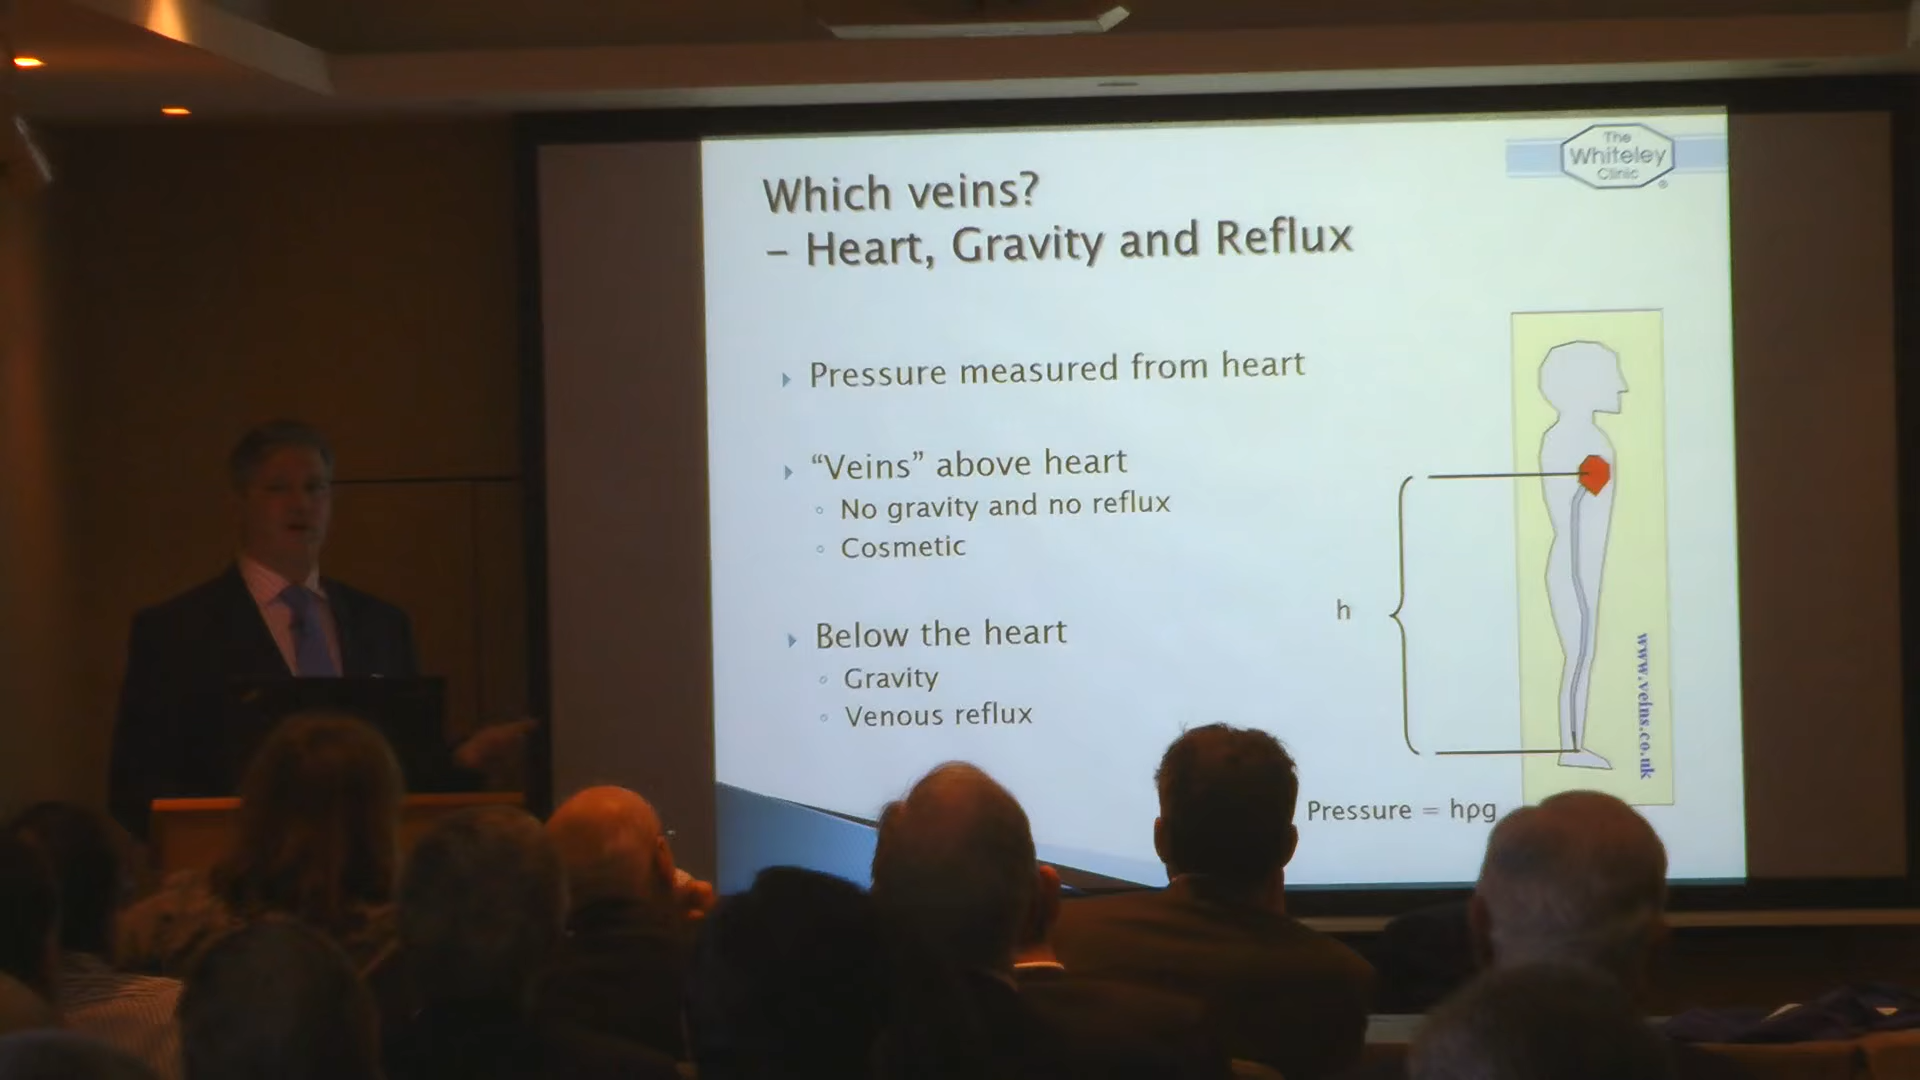 The
Whiteley
Clinic
®
Which veins?
– Heart, Gravity and Reflux
Pressure measured from heart
“Veins” above heart
No gravity and no reflux
Cosmetic
Below the heart
Gravity
Venous reflux
h
www.veins.co.uk
Pressure = hρg